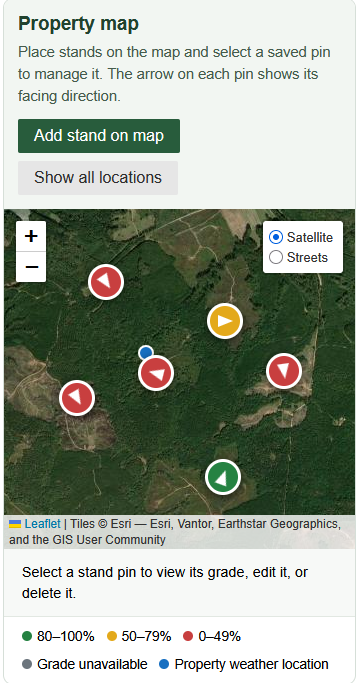 Property map
Place stands on the map and select a saved pin
to manage it. The arrow on each pin shows its
facing direction.
Add stand on map
Show all locations
+
−
Satellite
Streets
Leaflet | Tiles © Esri — Esri, Vantor, Earthstar Geographics,
and the GIS User Community
Select a stand pin to view its grade, edit it, or
delete it.
80–100% 50–79% 0–49%
Grade unavailable Property weather location